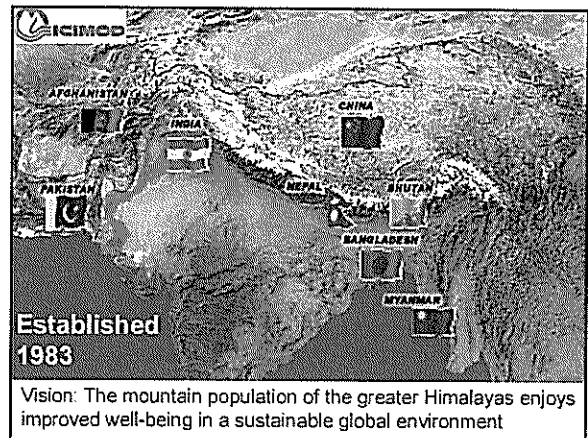 ICIMOD
AFGHANISTAN
CHINA
INDIA
PAKISTAN
NEPAL
BHUTAN
BANGLADESH
MYANMAR
Established
1983
Vision: The mountain population of the greater Himalayas enjoys
improved well-being in a sustainable global environment